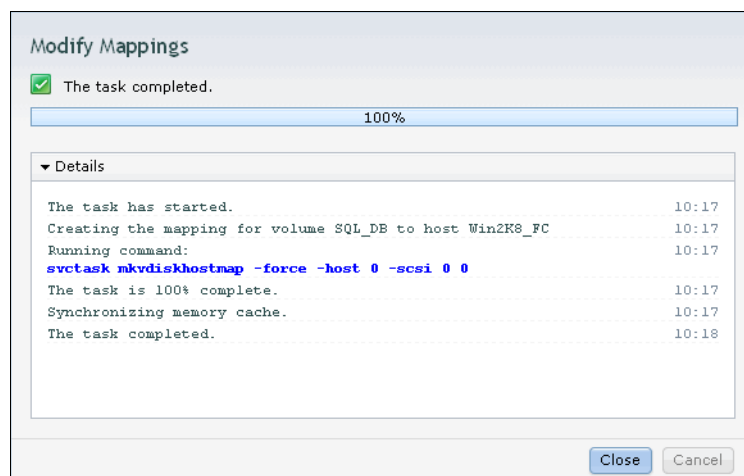 Modify Mappings
The task completed.
100%
Details
The task has started. 10:17
Creating the mapping for volume SQL_DB to host Win2K8_FC 10:17
Running command: 10:17
svctask mkvdiskhostmap -force -host 0 -scsi 0 0
The task is 100% complete. 10:17
Synchronizing memory cache. 10:17
The task completed. 10:18
Close Cancel